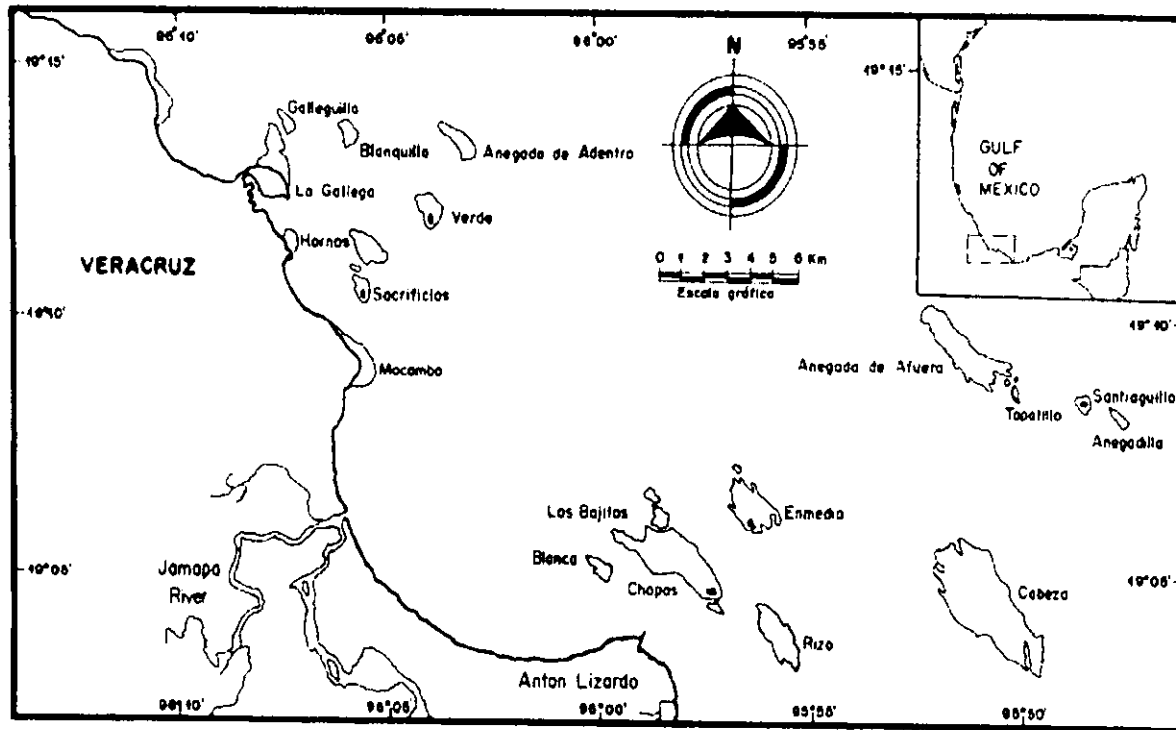 96°10'
96°05'
96°00'
95°55'
19°15'
19°15'
N
Galleguilla
Blanquilla
Anegada de Adentro
La Gallega
Verde
Hornos
VERACRUZ
Sacrificios
0 1 2 3 4 5 6 Km
Escala gráfica
GULF
OF
MEXICO
19°10'
19°10'
Mocambo
Anegada de Afuera
Topatillo
Santiaguillo
Anegadilla
Los Bajitos
Enmedio
Blanca
Chopas
19°05'
19°05'
Jamapa
River
Cabeza
Rizo
Anton Lizardo
96°10'
96°05'
96°00'
95°55'
95°50'